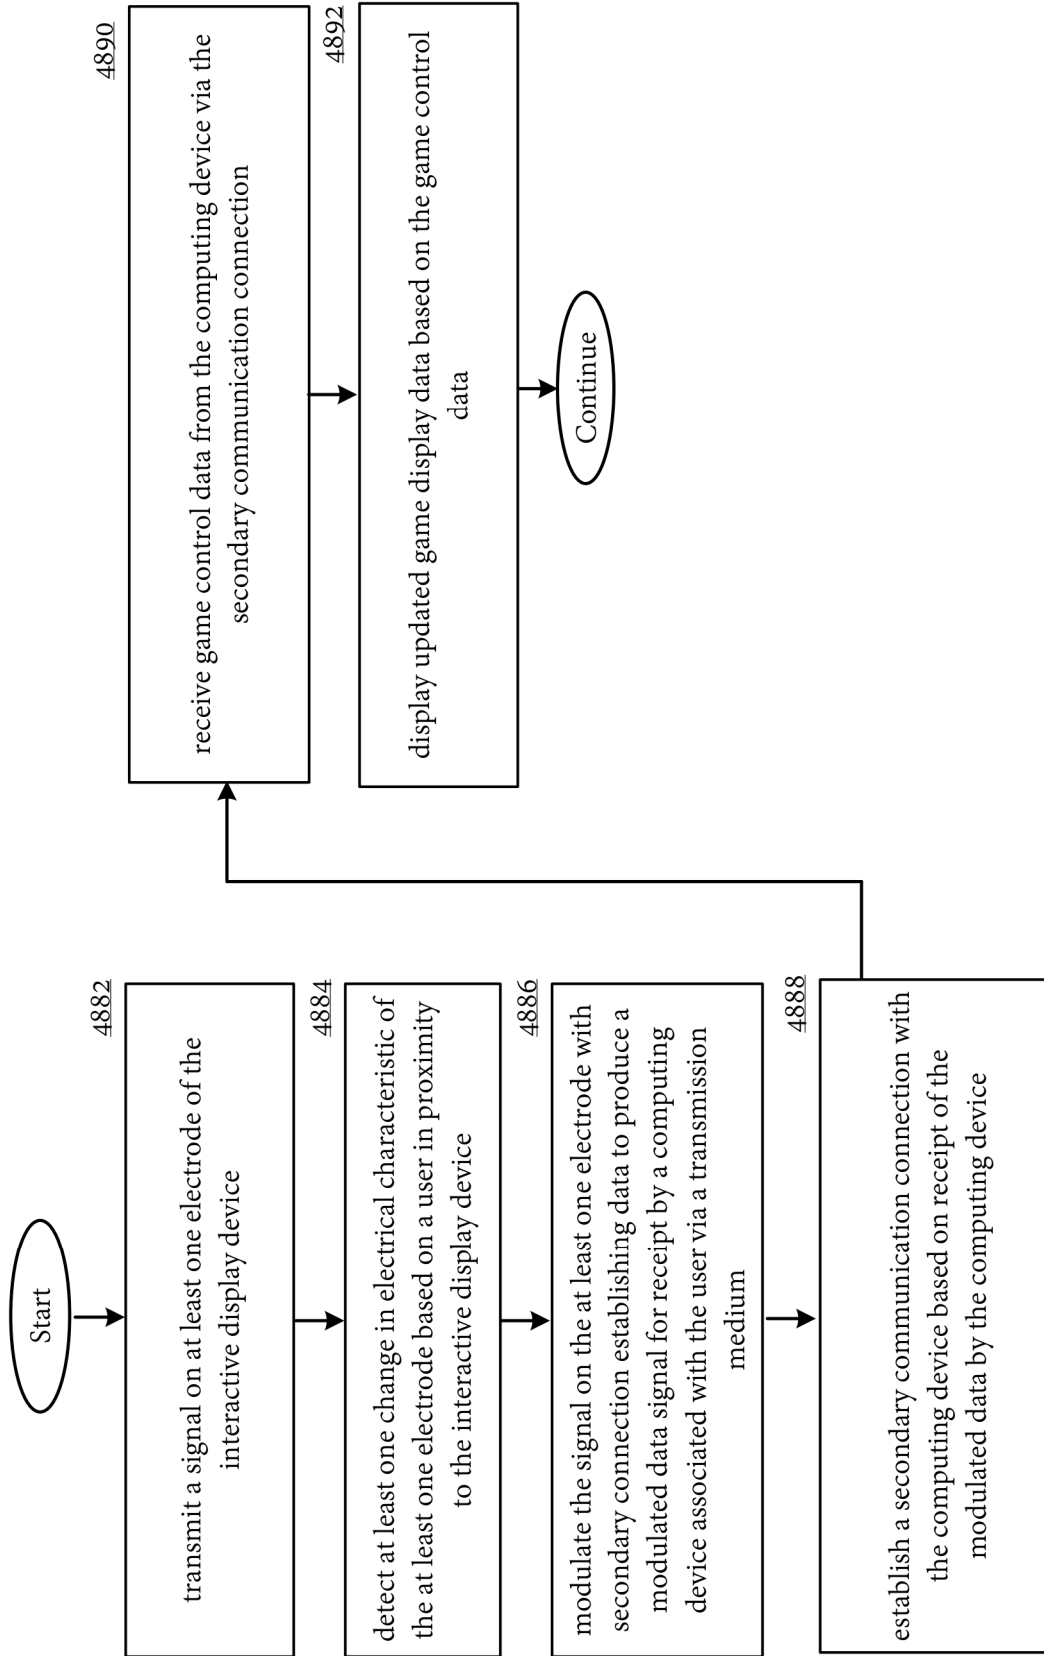 Start
4882
transmit a signal on at least one electrode of the
interactive display device
4884
detect at least one change in electrical characteristic of
the at least one electrode based on a user in proximity
to the interactive display device
4886
modulate the signal on the at least one electrode with
secondary connection establishing data to produce a
modulated data signal for receipt by a computing
device associated with the user via a transmission
medium
4888
establish a secondary communication connection with
the computing device based on receipt of the
modulated data by the computing device
4890
receive game control data from the computing device via the
secondary communication connection
4892
display updated game display data based on the game control
data
Continue